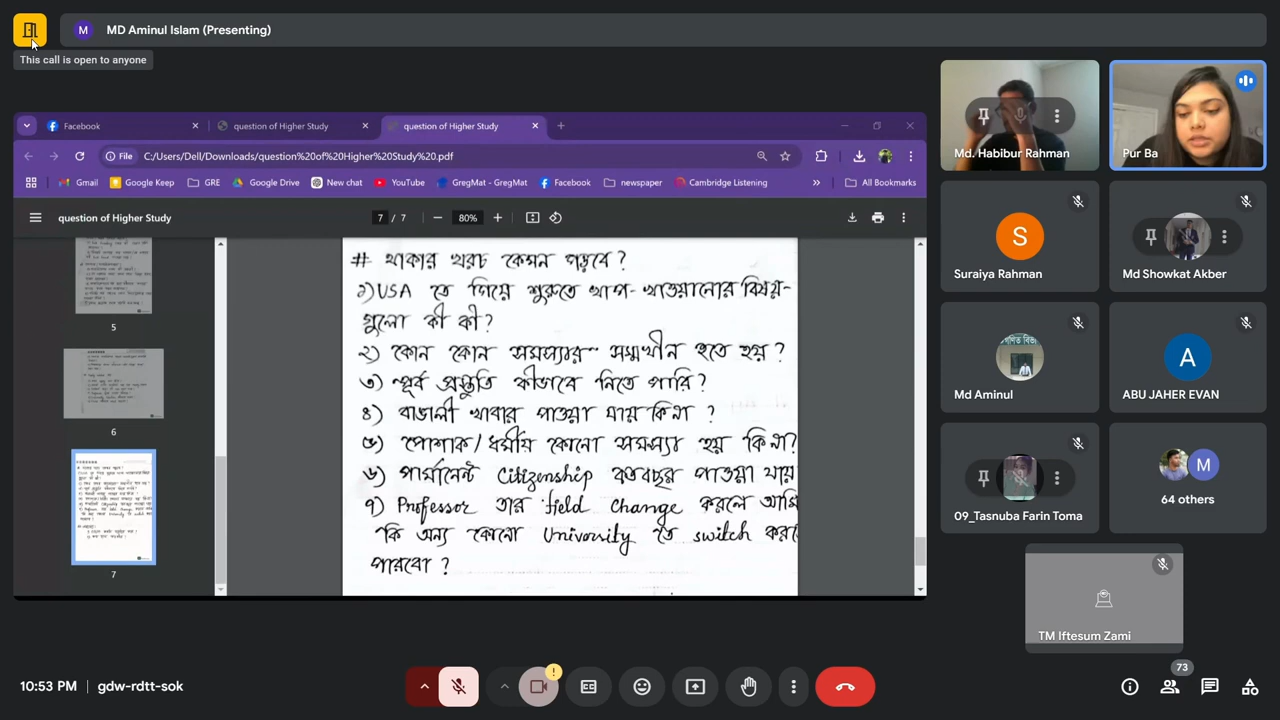 M MD Aminul Islam (Presenting)
This call is open to anyone
Facebook
question of Higher Study
question of Higher Study
File C:/Users/Dell/Downloads/question%20of%20Higher%20Study%20.pdf
Gmail Google Keep GRE Google Drive New chat YouTube GregMat - GregMat Facebook newspaper Cambridge Listening » All Bookmarks
question of Higher Study 7 / 7 80%
5
6
7
# থাকার খরচ কেমন পড়বে?
১) USA তে গিয়ে শুরুতে খাপ-খাওয়ানোর বিষয়-
গুলো কী কী?
২) কোন কোন সমস্যার সম্মুখীন হতে হয়?
৩) পূর্ব প্রস্তুতি কীভাবে নিতে পারি?
৪) বাঙালী খাবার পাওয়া যায় কিনা ?
৫) পোশাক/ধর্মীয় কোনো সমস্যা হয় কি না?
৬) পার্মানেন্ট Citizenship কতবছর পাওয়া যায়
৭) Professor তার field change করলে আমি
কি অন্য কোনো University তে switch করতে
পারবো ?
Md. Habibur Rahman
Pur Ba
S
Suraiya Rahman
Md Showkat Akber
Md Aminul
A
ABU JAHER EVAN
09_Tasnuba Farin Toma
M
64 others
TM Iftesum Zami
10:53 PM | gdw-rdtt-sok
!
73